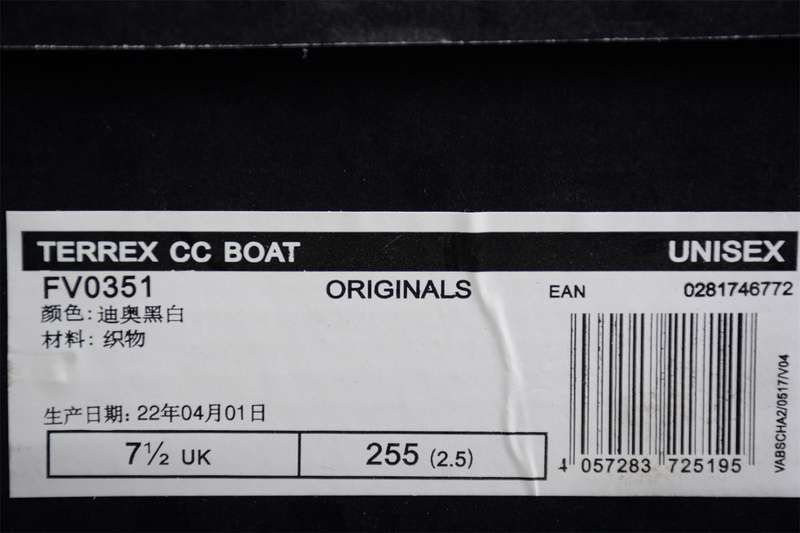 TERREX CC BOAT UNISEX
FV0351 ORIGINALS EAN 0281746772
颜色: 迪奥黑白
材料: 织物
生产日期: 22年04月01日
7½ UK 255 (2.5)
4 057283 725195
VABSCHA2/0517/V04